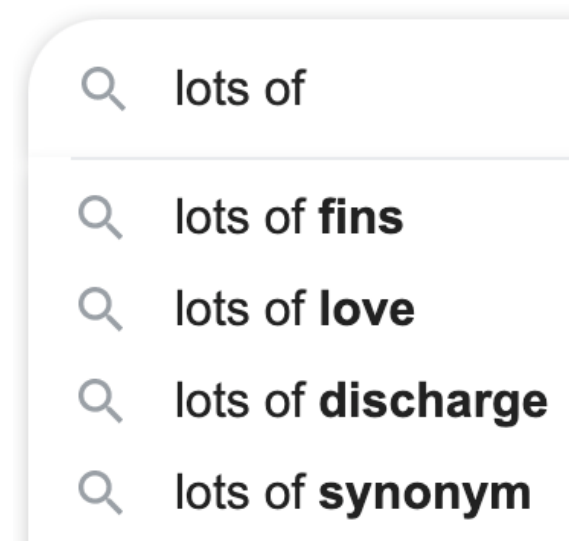 lots of
lots of fins
lots of love
lots of discharge
lots of synonym